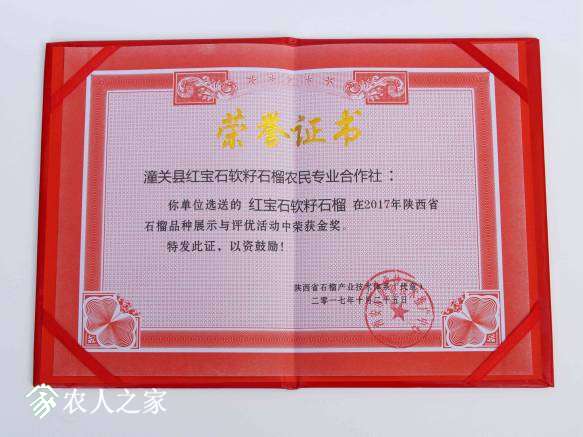 荣誉证书
潼关县红宝石软籽石榴农民专业合作社：
你单位选送的 红宝石软籽石榴 在2017年陕西省
石榴品种展示与评优活动中荣获金奖。
特发此证、以资鼓励！
陕西省石榴产业技术体系（
二零一七年十月二十五日
农人之家